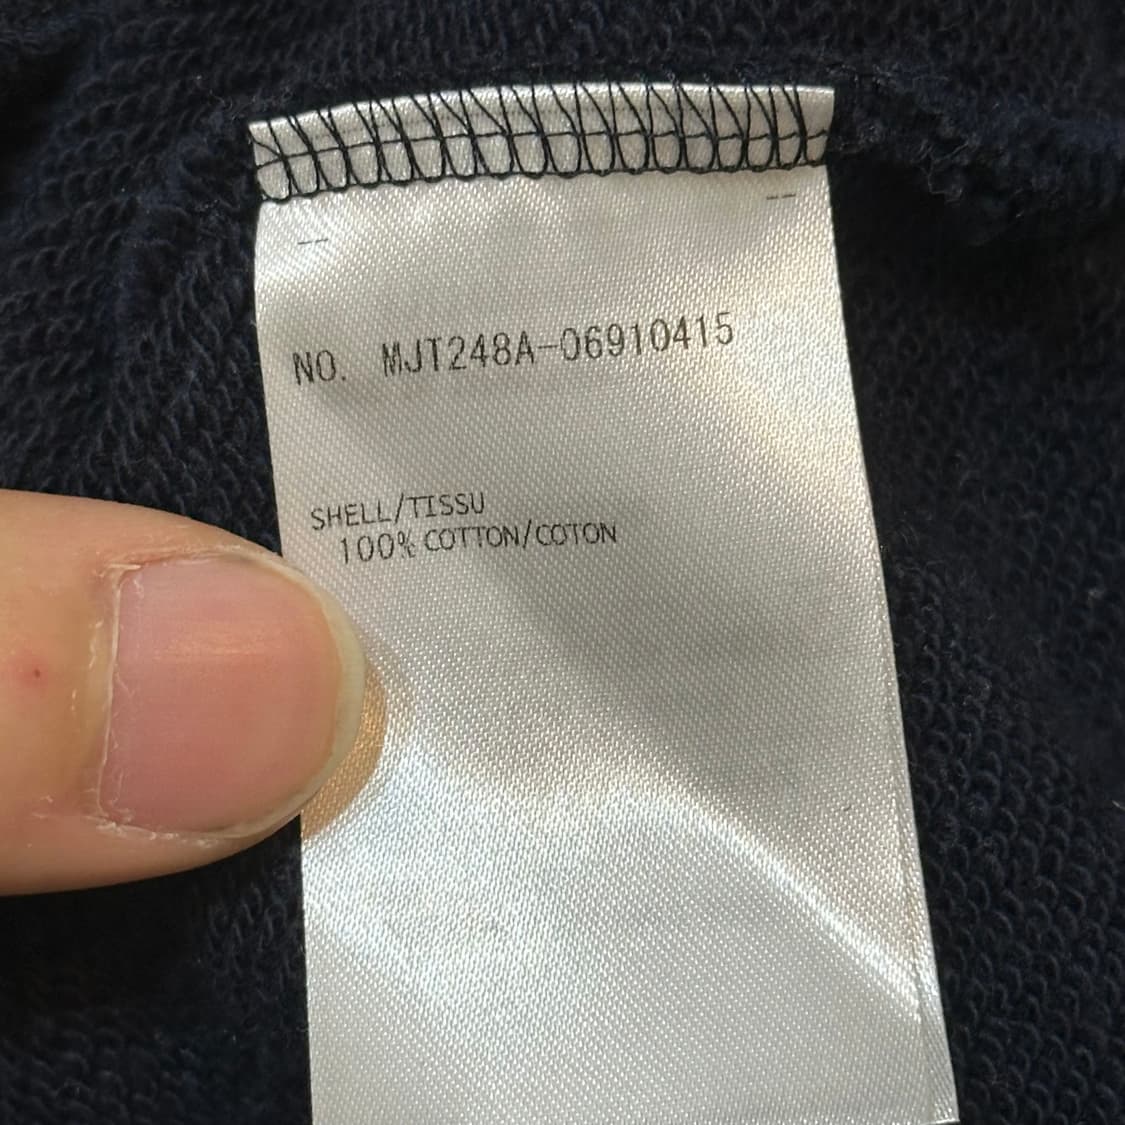 NO. MJT248A-06910415
SHELL/TISSU
100% COTTON/COTON